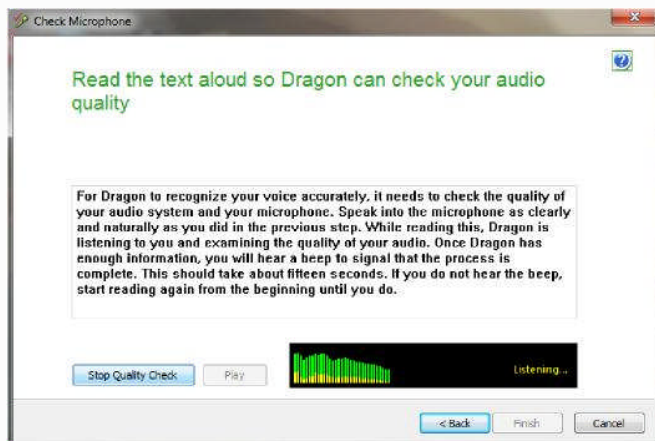 Check Microphone
Read the text aloud so Dragon can check your audio
quality
For Dragon to recognize your voice accurately, it needs to check the quality of
your audio system and your microphone. Speak into the microphone as clearly
and naturally as you did in the previous step. While reading this, Dragon is
listening to you and examining the quality of your audio. Once Dragon has
enough information, you will hear a beep to signal that the process is
complete. This should take about fifteen seconds. If you do not hear the beep,
start reading again from the beginning until you do.
Stop Quality Check Play Listening...
< Back Finish Cancel